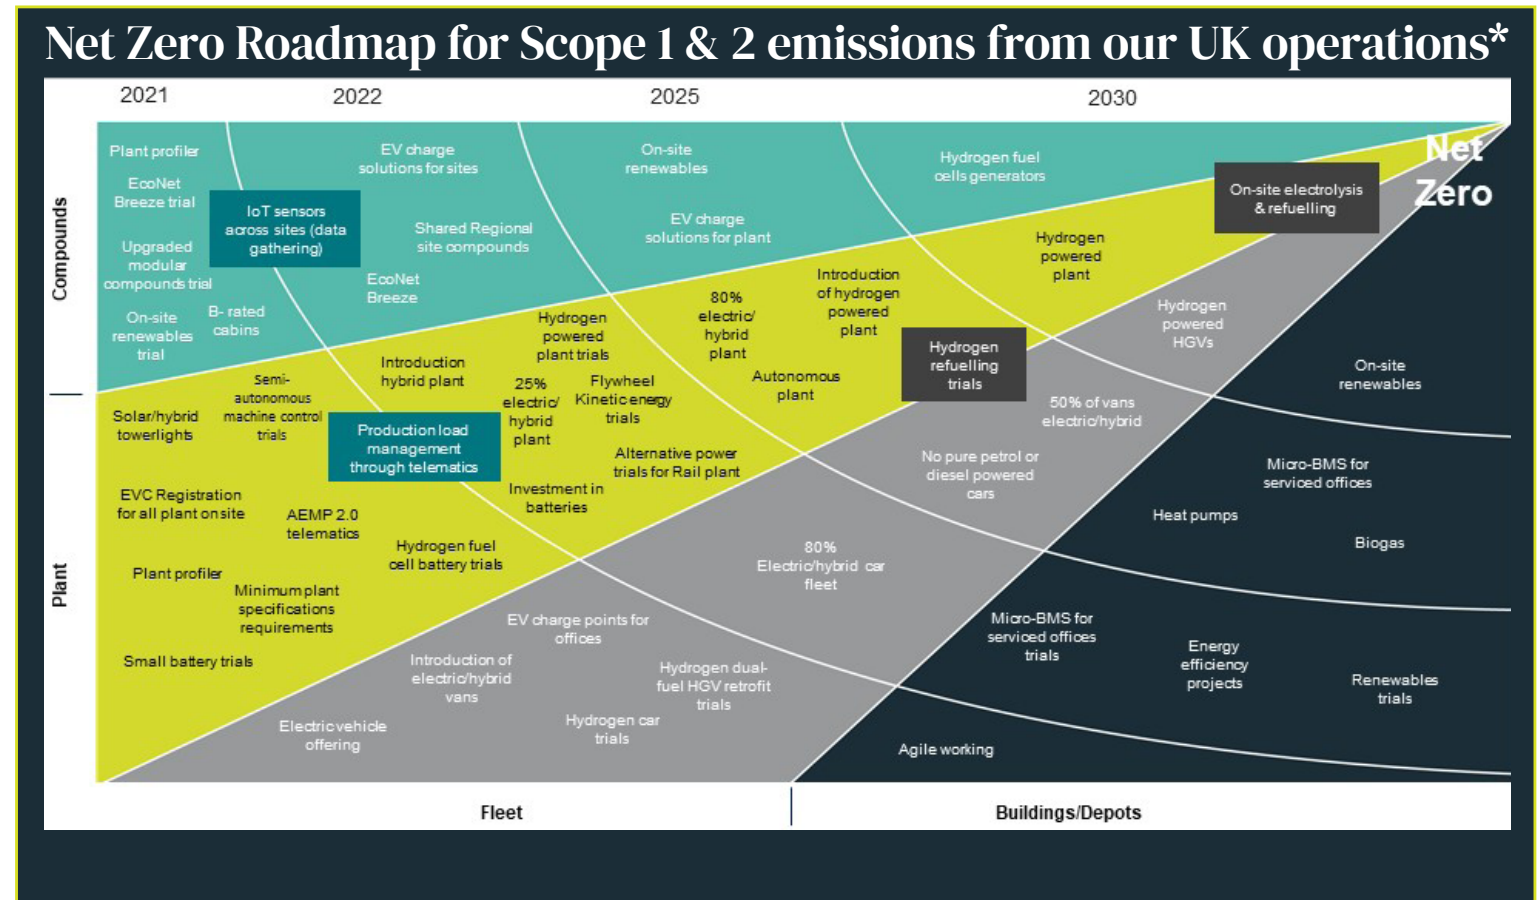 Net Zero Roadmap for Scope 1 & 2 emissions from our UK operations*
2021
2022
2025
2030
Compounds
Plant profiler
EcoNet
Breeze trial
Upgraded
modular
compounds trial
On-site
renewables
trial
B- rated
cabins
IoT sensors
across sites (data
gathering)
EV charge
solutions for sites
Shared Regional
site compounds
EcoNet
Breeze
On-site
renewables
EV charge
solutions for plant
Hydrogen fuel
cells generators
On-site electrolysis
& refuelling
Net
Zero
Plant
Solar/hybrid
towerlights
Semi-
autonomous
machine control
trials
EVC Registration
for all plant onsite
AEMP 2.0
telematics
Plant profiler
Minimum plant
specifications
requirements
Small battery trials
Introduction
hybrid plant
Production load
management
through telematics
Hydrogen fuel
cell battery trials
Hydrogen
powered
plant trials
25%
electric/
hybrid
plant
Flywheel
Kinetic energy
trials
Alternative power
trials for Rail plant
Investment in
batteries
80%
electric/
hybrid
plant
Introduction
of hydrogen
powered
plant
Autonomous
plant
Hydrogen
refuelling
trials
Hydrogen
powered
plant
Electric vehicle
offering
Introduction of
electric/hybrid
vans
EV charge points for
offices
Hydrogen dual-
fuel HGV retrofit
trials
Hydrogen car
trials
80%
Electric/hybrid car
fleet
No pure petrol or
diesel powered
cars
50% of vans
electric/hybrid
Hydrogen
powered
HGVs
Agile working
Micro-BMS for
serviced offices
trials
Energy
efficiency
projects
Renewables
trials
Heat pumps
Micro-BMS for
serviced offices
Biogas
On-site
renewables
Fleet
Buildings/Depots